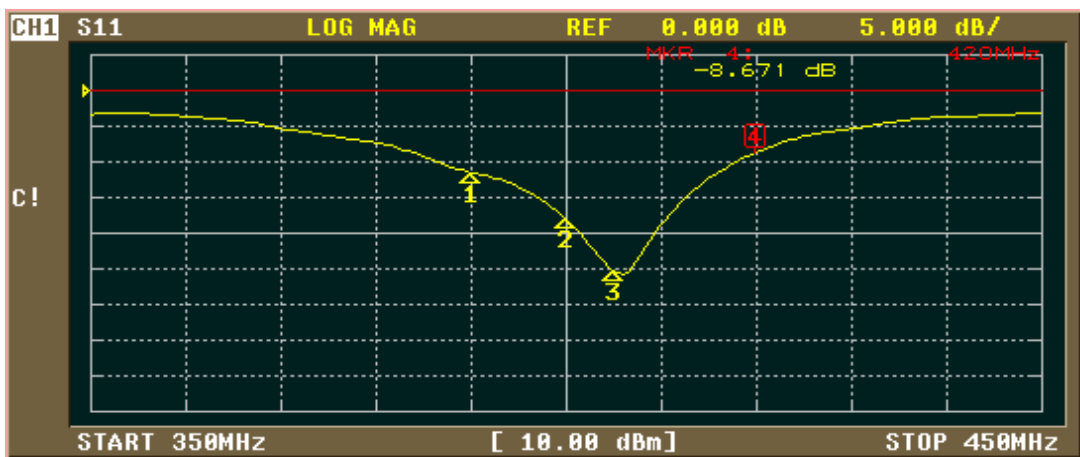 CH1 S11 LOG MAG REF 0.000 dB 5.000 dB/
MKR 4: 420MHz
-8.671 dB
4
C!
1
2
3
START 350MHz [ 10.00 dBm] STOP 450MHz